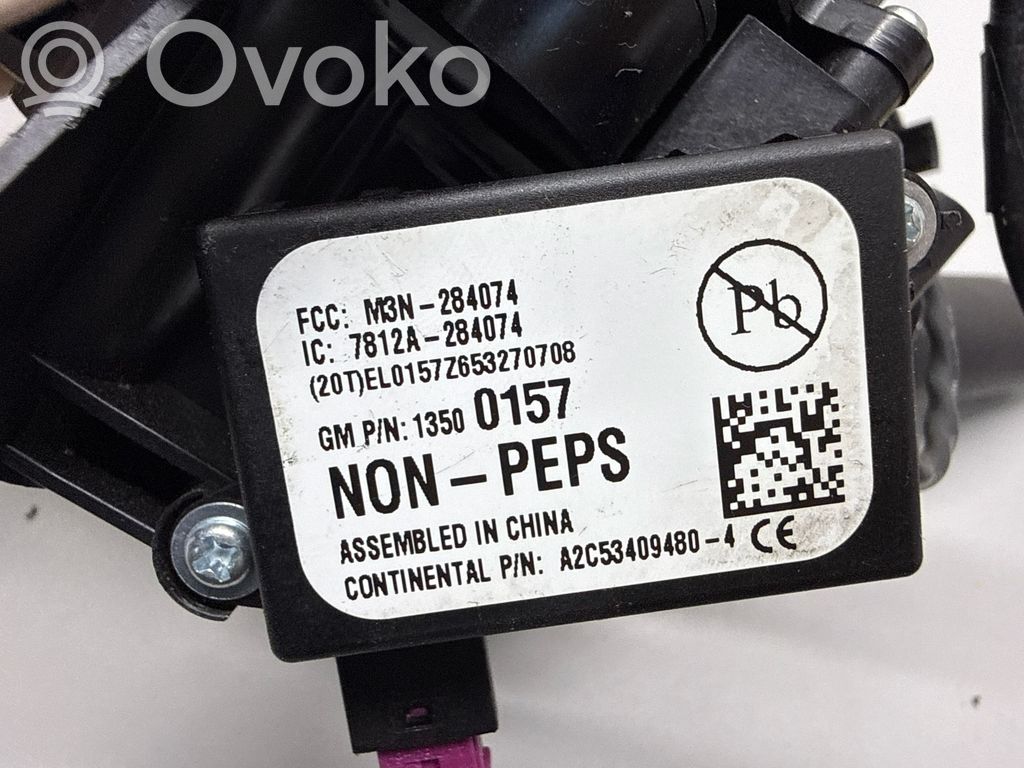 Ovoko
FCC: M3N-284074
IC: 7812A-284074
(20T)EL0157Z653270708
GM P/N: 1350 0157
NON-PEPS
ASSEMBLED IN CHINA
CONTINENTAL P/N: A2C53409480-4 CE
Pb